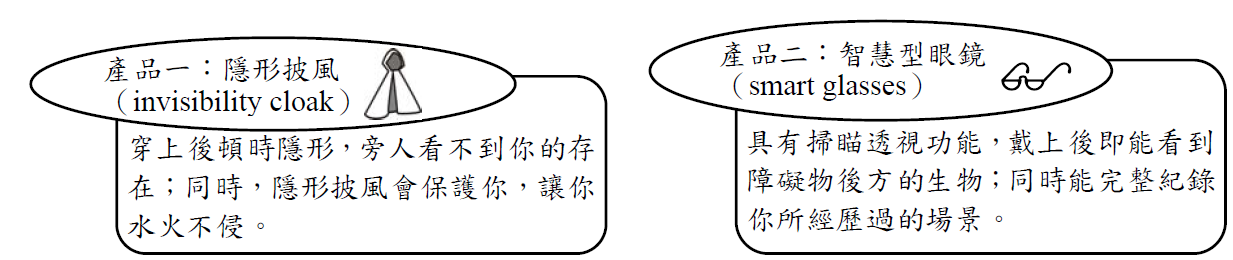 產品一：隱形披風
（invisibility cloak）
穿上後頓時隱形，旁人看不到你的存
在；同時，隱形披風會保護你，讓你
水火不侵。
產品二：智慧型眼鏡
（smart glasses）
具有掃瞄透視功能，戴上後即能看到
障礙物後方的生物；同時能完整紀錄
你所經歷過的場景。